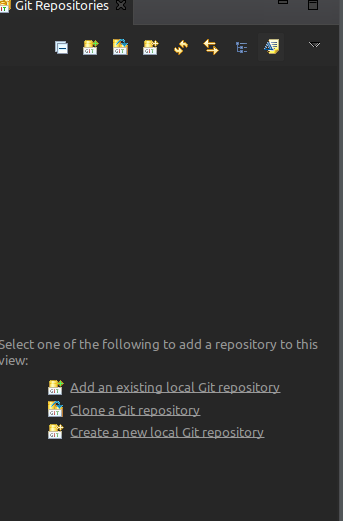 Git Repositories
Select one of the following to add a repository to this
view:
Add an existing local Git repository
Clone a Git repository
Create a new local Git repository